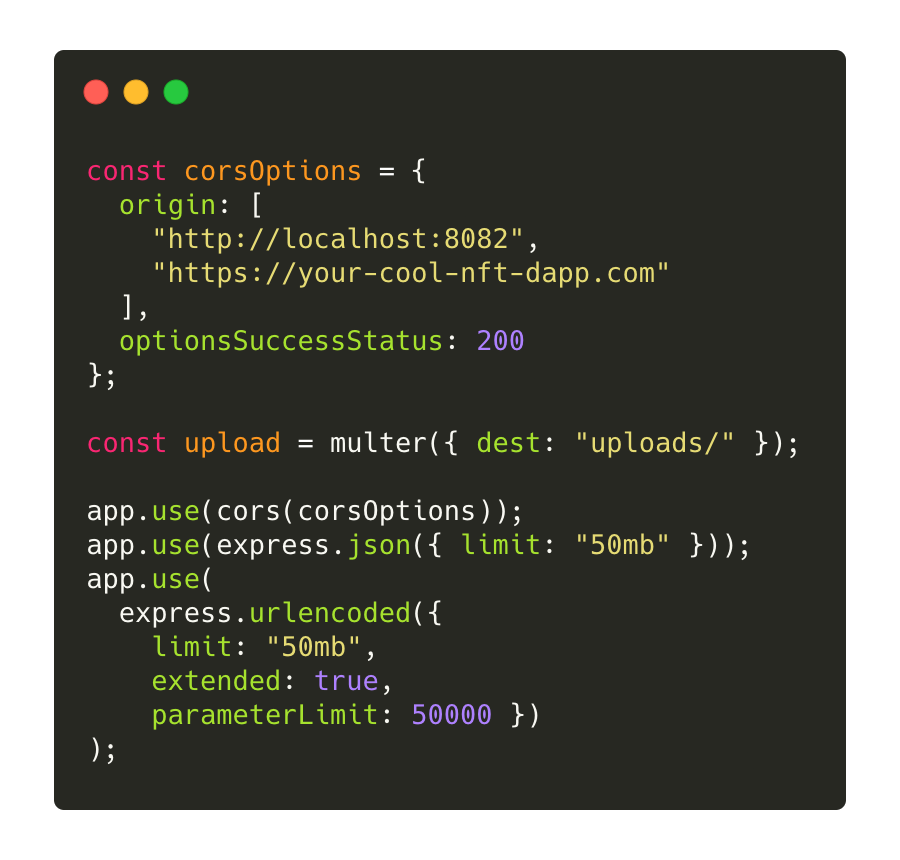 const corsOptions = {
  origin: [
    "http://localhost:8082",
    "https://your-cool-nft-dapp.com"
  ],
  optionsSuccessStatus: 200
};

const upload = multer({ dest: "uploads/" });

app.use(cors(corsOptions));
app.use(express.json({ limit: "50mb" }));
app.use(
  express.urlencoded({
    limit: "50mb",
    extended: true,
    parameterLimit: 50000 })
);